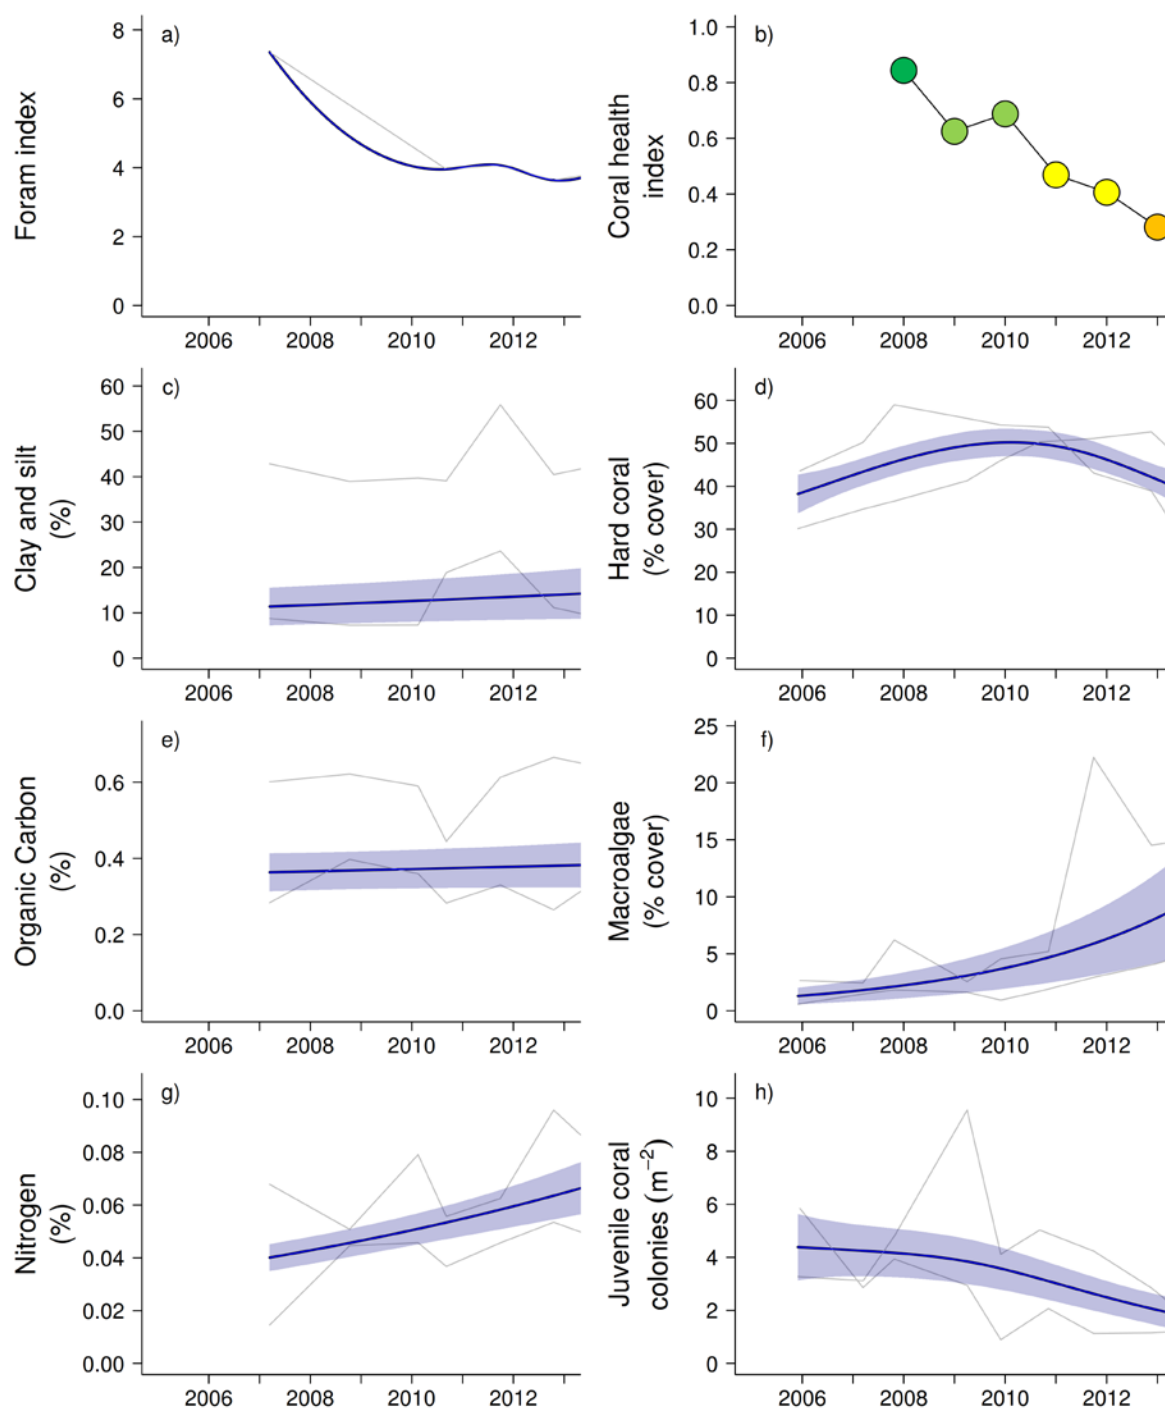 a)
Foram index
8
6
4
2
0
2006 2008 2010 2012
b)
Coral health
index
1.0
0.8
0.6
0.4
0.2
0.0
2006 2008 2010 2012
c)
Clay and silt
(%)
60
50
40
30
20
10
0
2006 2008 2010 2012
d)
Hard coral
(% cover)
60
50
40
30
20
10
0
2006 2008 2010 2012
e)
Organic Carbon
(%)
0.6
0.4
0.2
0.0
2006 2008 2010 2012
f)
Macroalgae
(% cover)
25
20
15
10
5
0
2006 2008 2010 2012
g)
Nitrogen
(%)
0.10
0.08
0.06
0.04
0.02
0.00
2006 2008 2010 2012
h)
Juvenile coral
colonies (m⁻²)
10
8
6
4
2
0
2006 2008 2010 2012